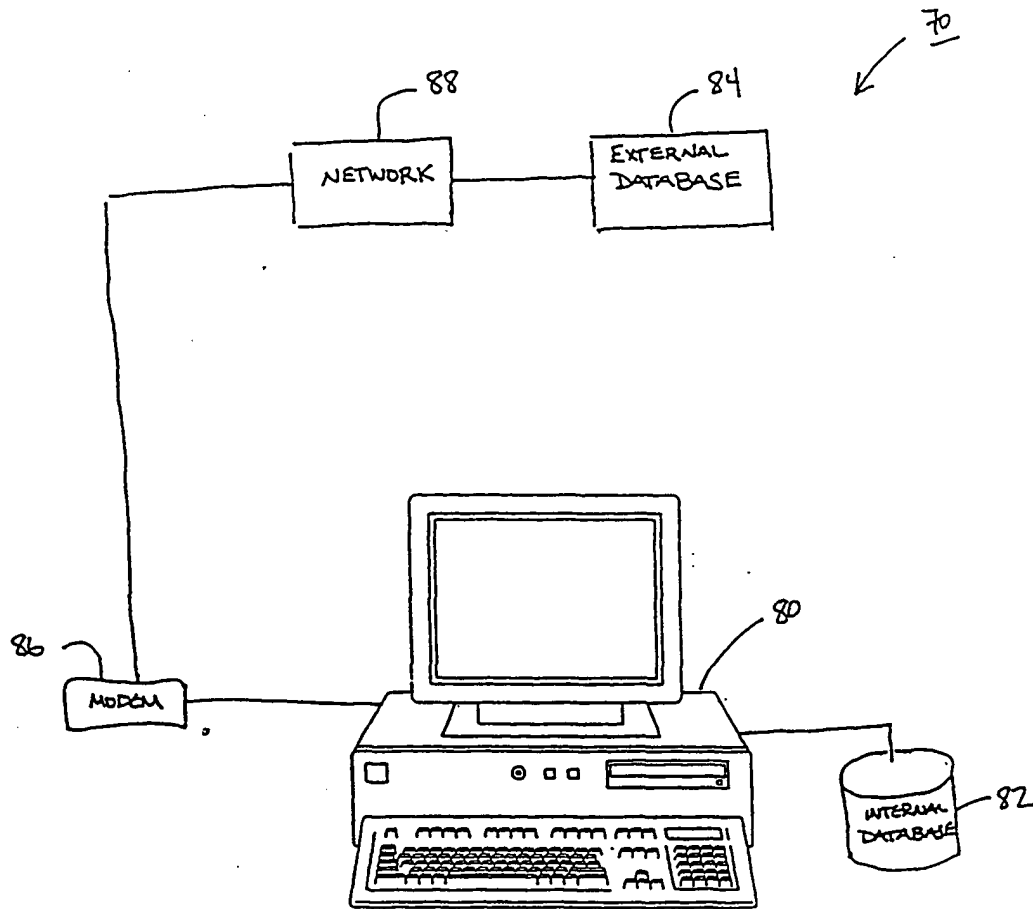 70
88
84
NETWORK
EXTERNAL
DATABASE
80
86
MODEM
INTERNAL
DATABASE
82